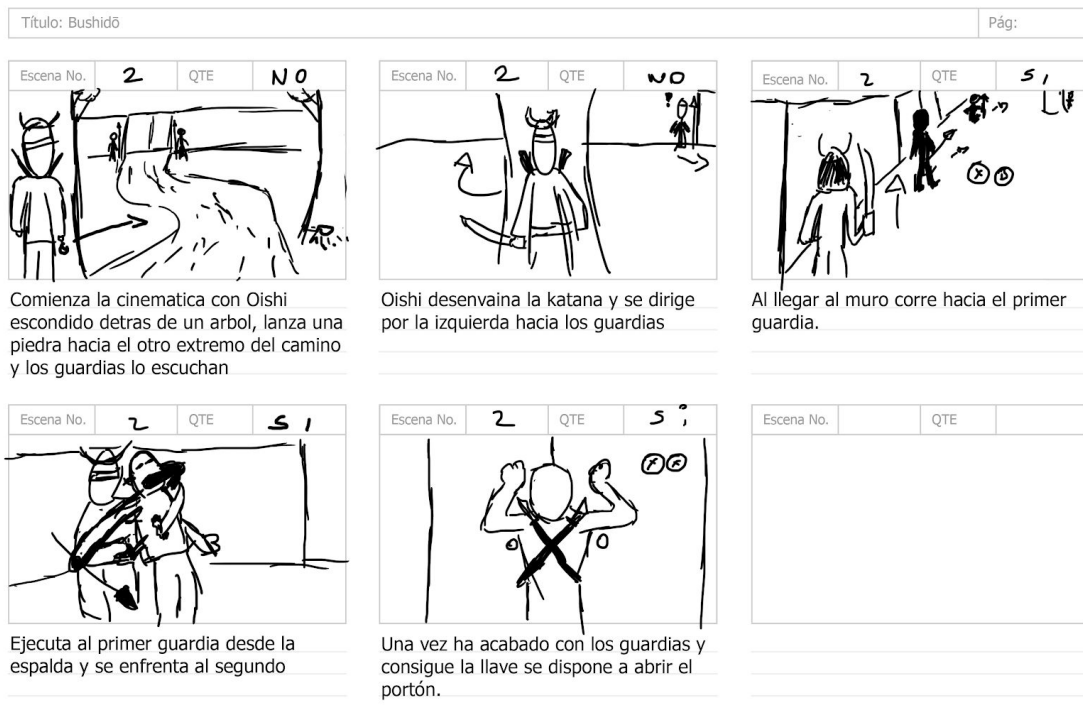 Título: Bushidō
Pág:
Escena No. 2 QTE NO
Escena No. 2 QTE NO
Escena No. 2 QTE SI
Comienza la cinematica con Oishi
escondido detras de un arbol, lanza una
piedra hacia el otro extremo del camino
y los guardias lo escuchan
Oishi desenvaina la katana y se dirige
por la izquierda hacia los guardias
Al llegar al muro corre hacia el primer
guardia.
Escena No. 2 QTE SI
Escena No. 2 QTE Si
Escena No. QTE
Ejecuta al primer guardia desde la
espalda y se enfrenta al segundo
Una vez ha acabado con los guardias y
consigue la llave se dispone a abrir el
portón.